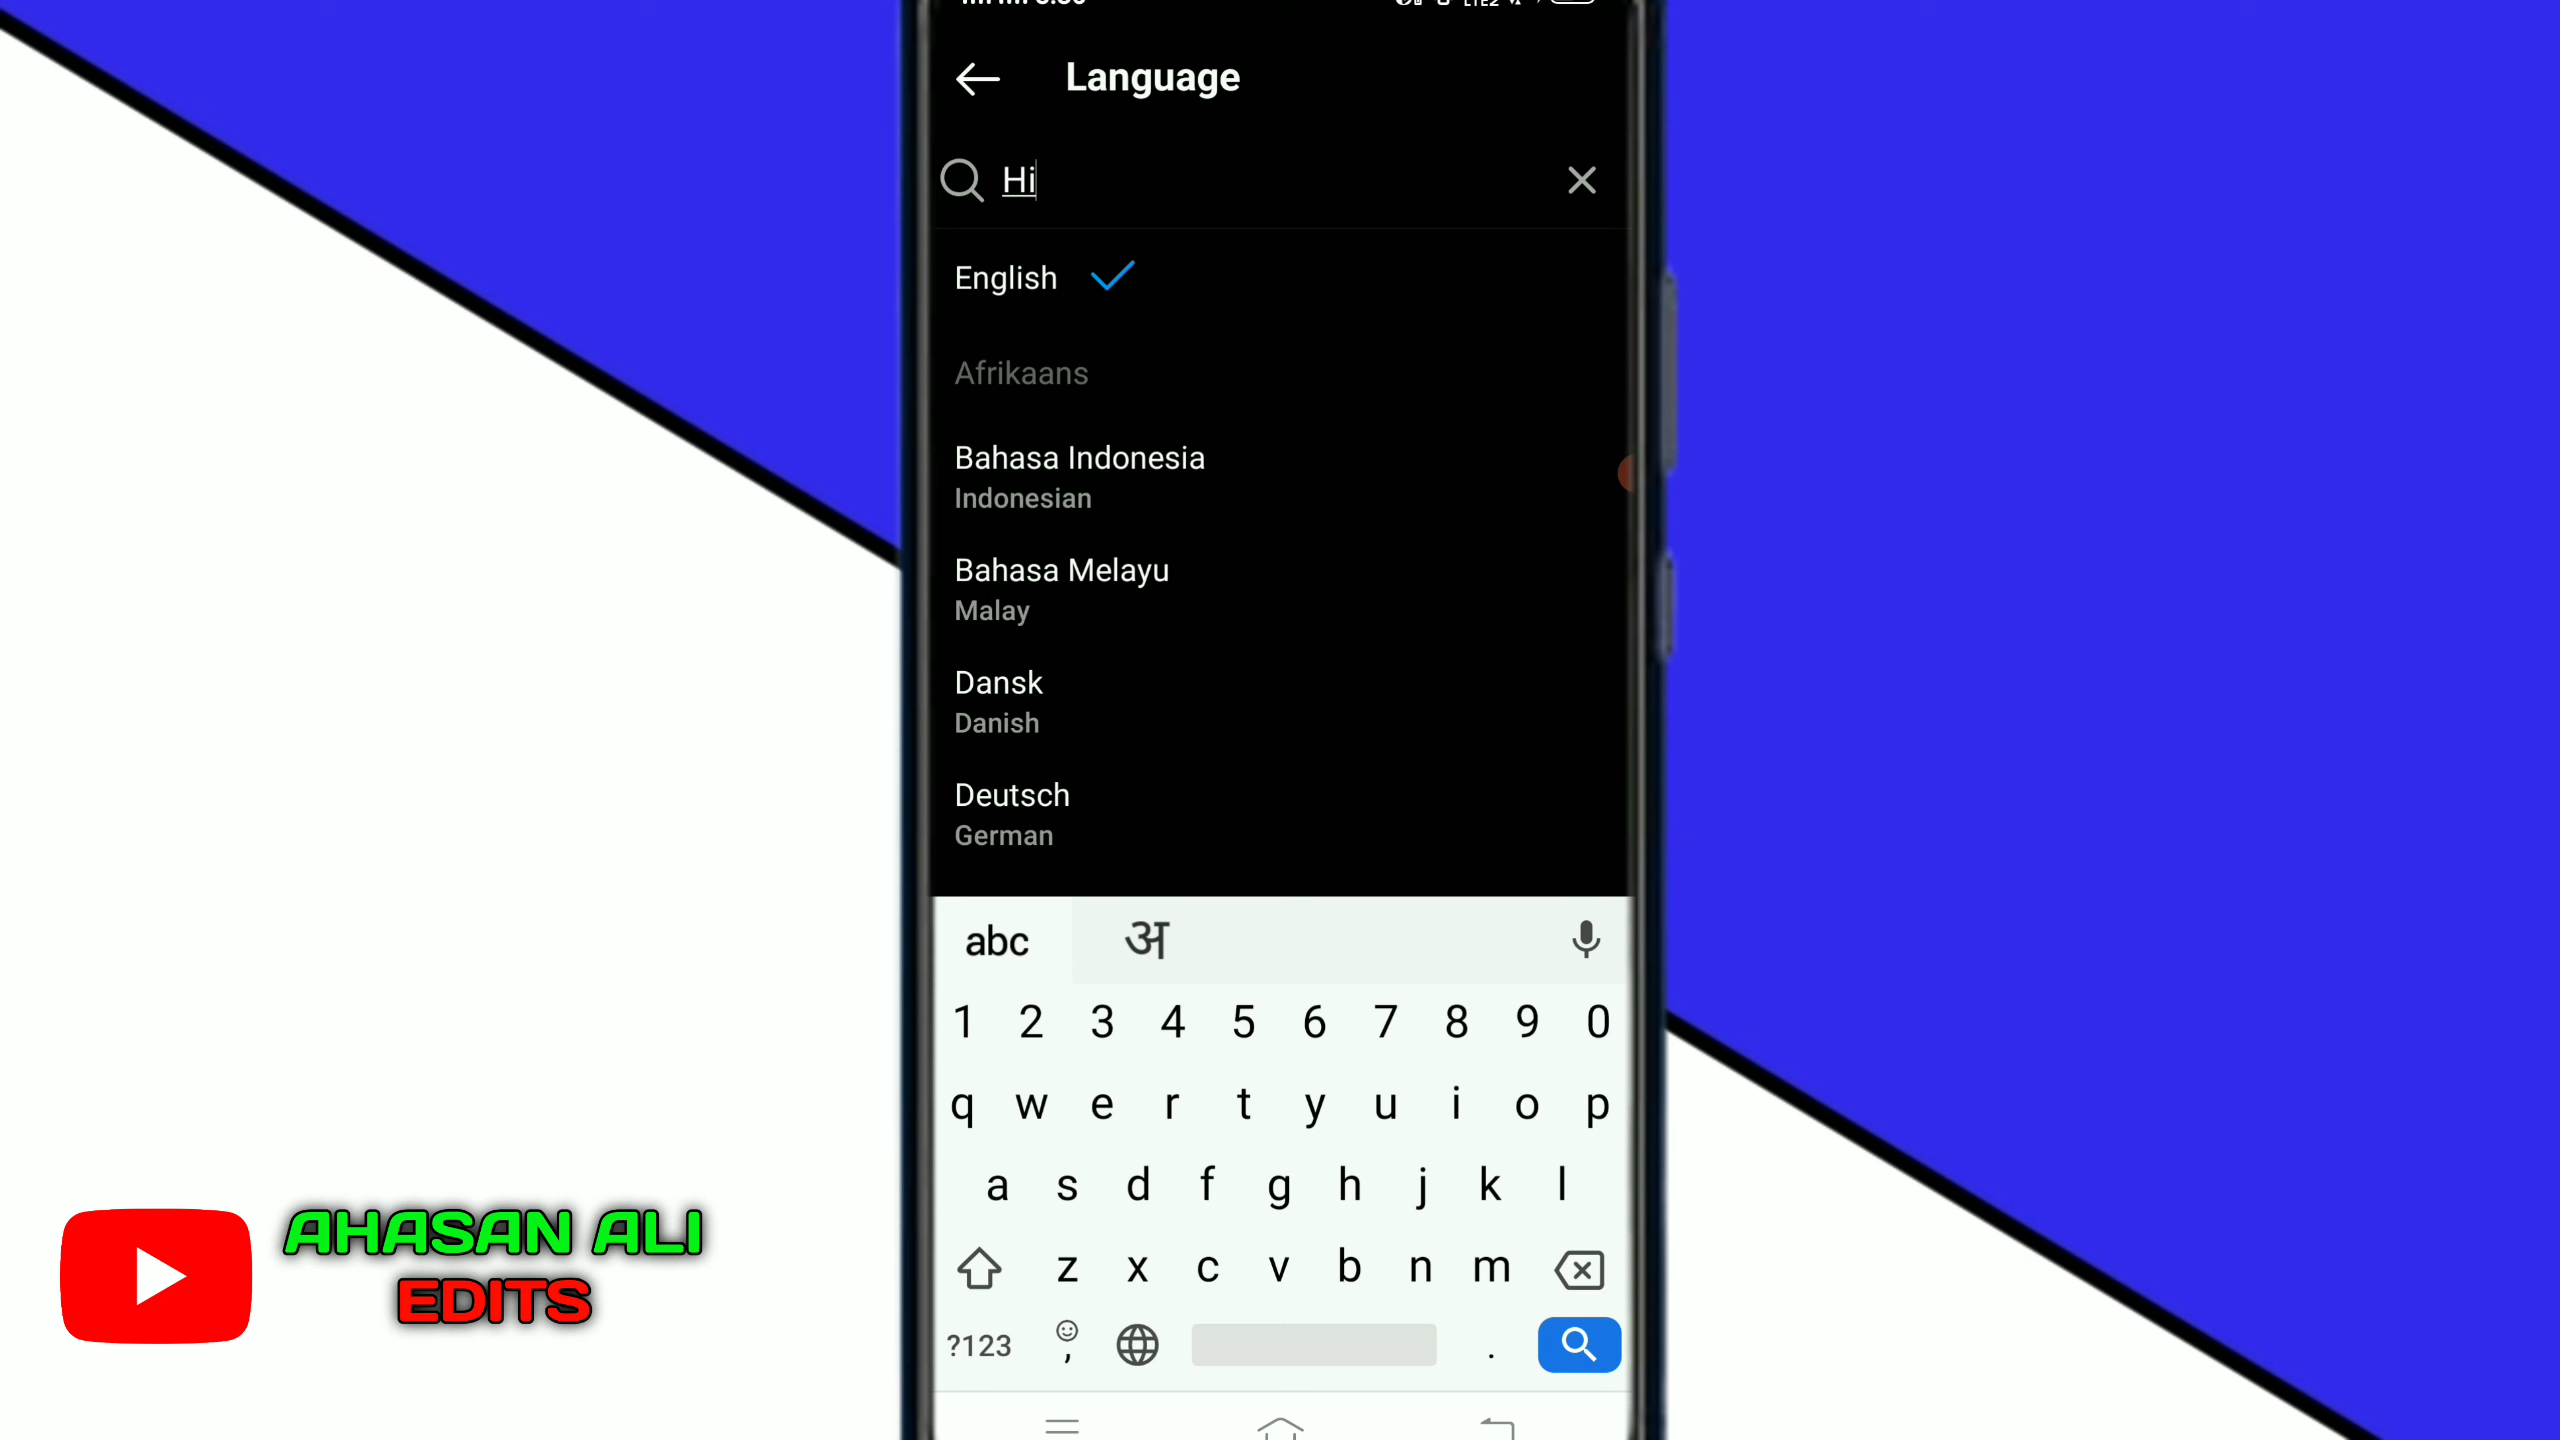 Language
Hi
English
Afrikaans
Bahasa Indonesia
Indonesian
Bahasa Melayu
Malay
Dansk
Danish
Deutsch
German
abc अ
1 2 3 4 5 6 7 8 9 0
q w e r t y u i o p
a s d f g h j k l
z x c v b n m
?123 , .
AHASAN ALI
EDITS